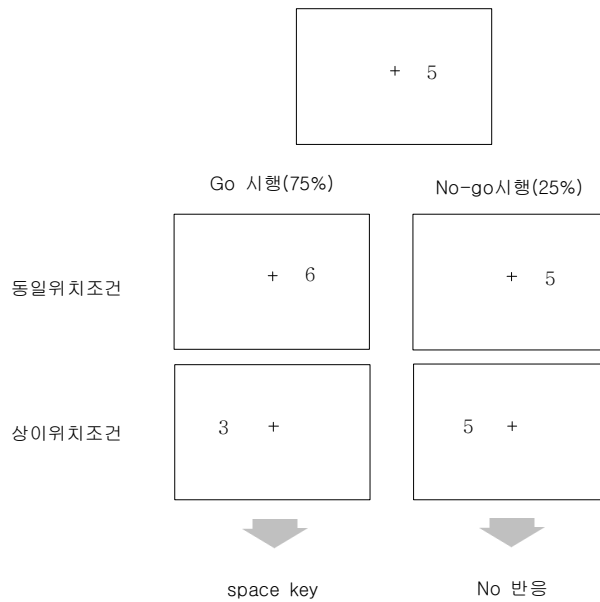 + 5
Go 시행(75%)
No-go시행(25%)
동일위치조건
+ 6
+ 5
상이위치조건
3 +
5 +
space key
No 반응